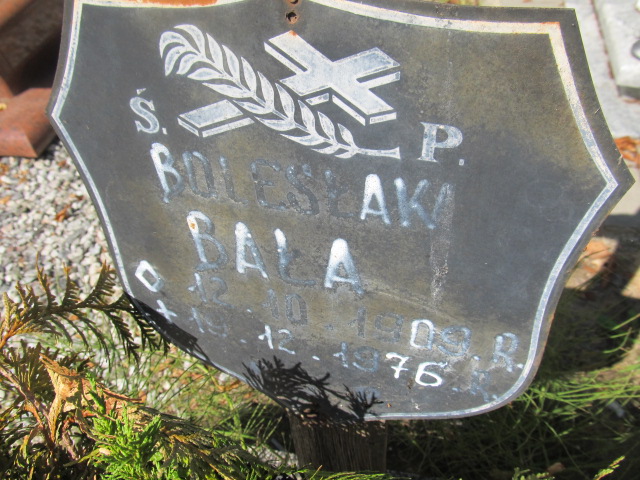 Ś. P.
BOLESŁAW
BAŁA
O 12.10.1909.R.
+ 19.12.1976.R.